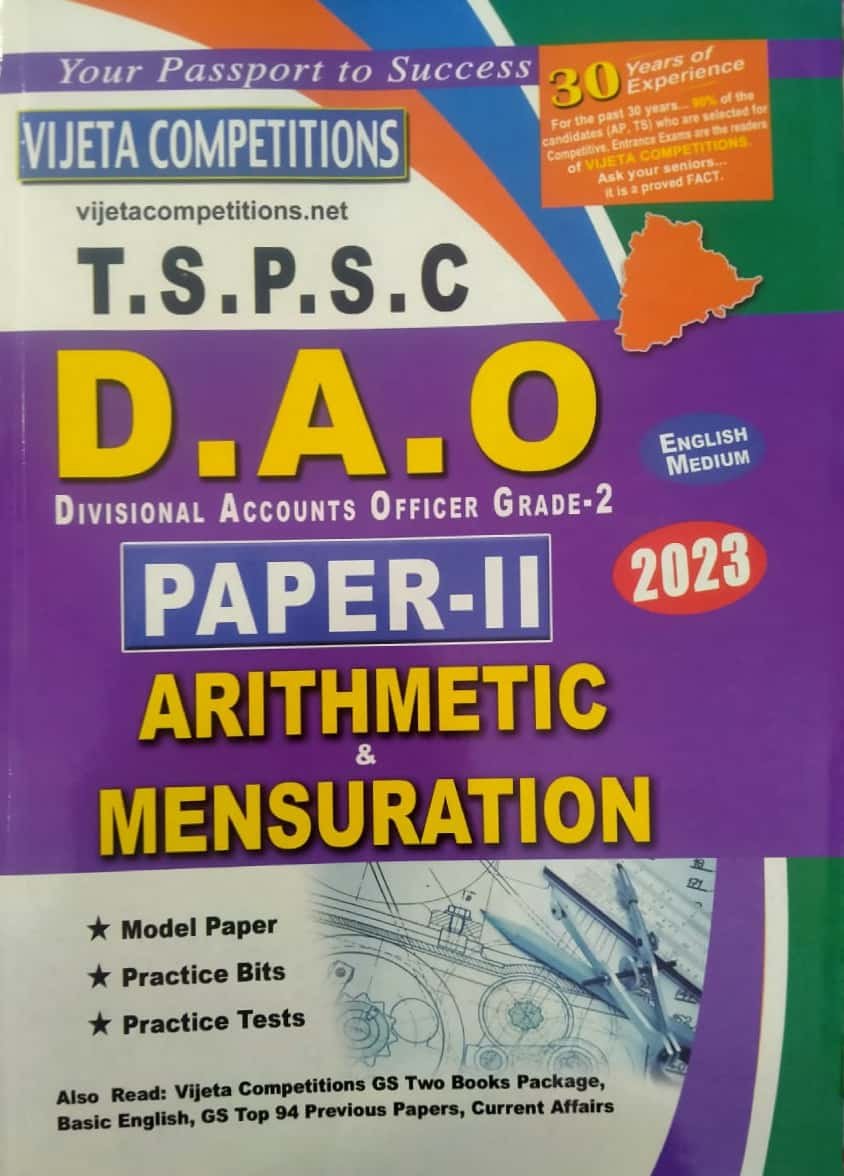 Your Passport to Success
30 Years of
Experience
For the past 30 years... 90% of the
candidates (AP, TS) who are selected for
Competitive, Entrance Exams are the readers
of VIJETA COMPETITIONS.
Ask your seniors...
it is a proved FACT.
VIJETA COMPETITIONS
vijetacompetitions.net
T.S.P.S.C
D.A.O
ENGLISH
MEDIUM
DIVISIONAL ACCOUNTS OFFICER GRADE-2
2023
PAPER-II
ARITHMETIC
&
MENSURATION
★ Model Paper
★ Practice Bits
★ Practice Tests
Also Read: Vijeta Competitions GS Two Books Package,
Basic English, GS Top 94 Previous Papers, Current Affairs